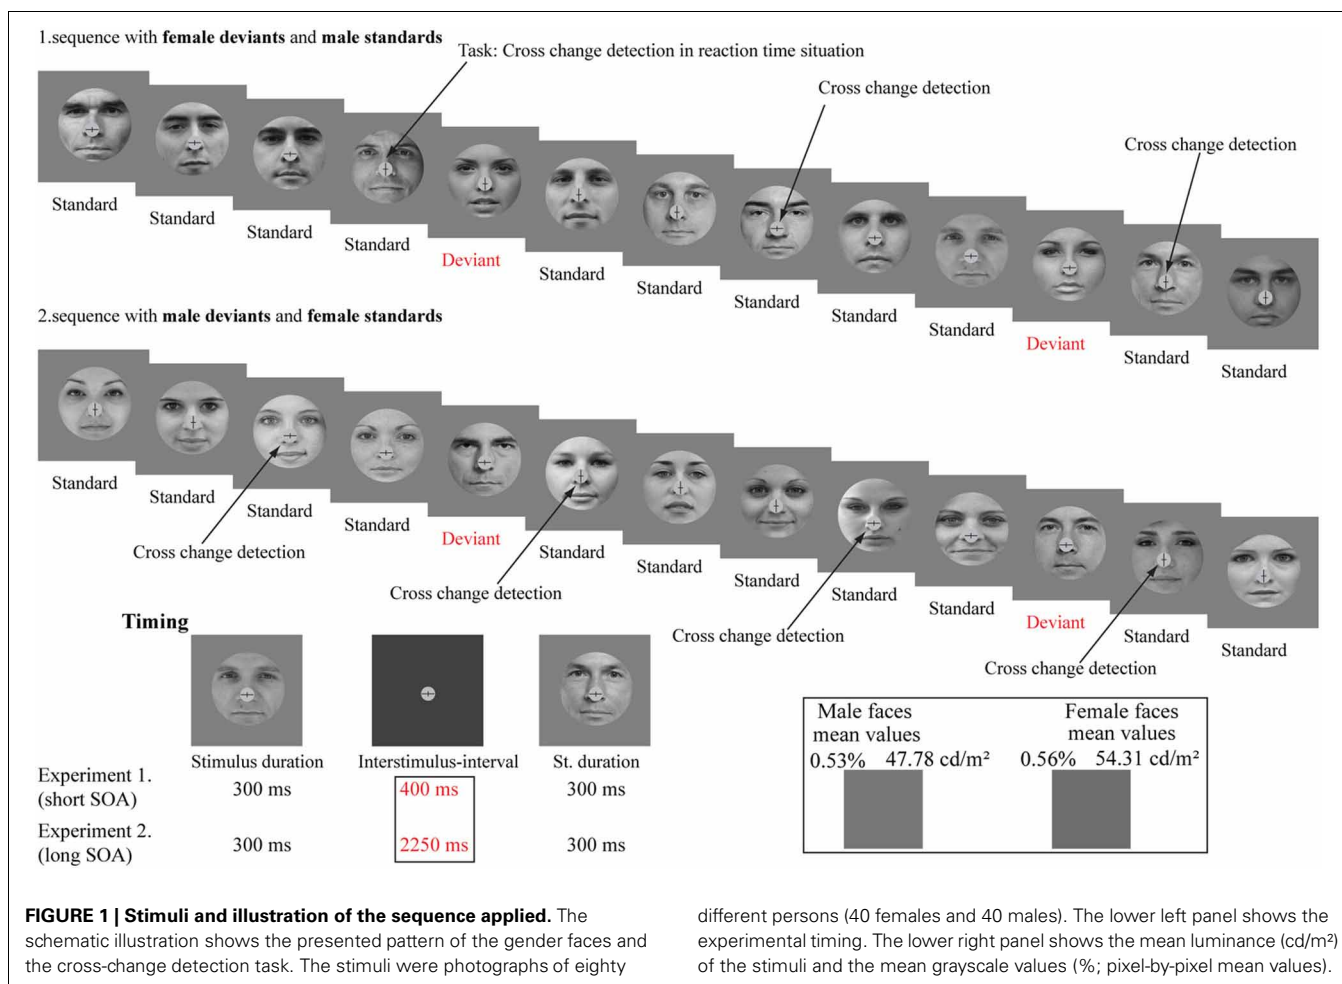 1.sequence with female deviants and male standards
Task: Cross change detection in reaction time situation
Cross change detection
Cross change detection
Standard
Standard
Standard
Standard
Deviant
Standard
Standard
Standard
Standard
Standard
Deviant
Standard
Standard
2.sequence with male deviants and female standards
Standard
Standard
Standard
Standard
Deviant
Standard
Standard
Standard
Standard
Standard
Deviant
Standard
Standard
Cross change detection
Cross change detection
Cross change detection
Cross change detection
Timing
Stimulus duration
Interstimulus-interval
St. duration
Experiment 1.
(short SOA)
300 ms
400 ms
300 ms
Experiment 2.
(long SOA)
300 ms
2250 ms
300 ms
Male faces
mean values
0.53% 47.78 cd/m²
Female faces
mean values
0.56% 54.31 cd/m²
FIGURE 1 | Stimuli and illustration of the sequence applied. The
schematic illustration shows the presented pattern of the gender faces and
the cross-change detection task. The stimuli were photographs of eighty
different persons (40 females and 40 males). The lower left panel shows the
experimental timing. The lower right panel shows the mean luminance (cd/m²)
of the stimuli and the mean grayscale values (%; pixel-by-pixel mean values).